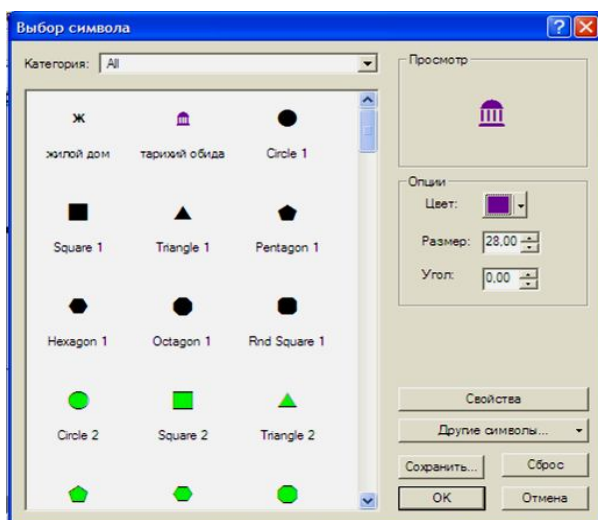 Выбор символа
Категория: All
ж
жилой дом тарихий обида Circle 1
Square 1 Triangle 1 Pentagon 1
Hexagon 1 Octagon 1 Rnd Square 1
Circle 2 Square 2 Triangle 2
Просмотр
Опции
Цвет:
Размер: 28,00
Угол: 0,00
Свойства
Другие символы...
Сохранить... Сброс
OK Отмена